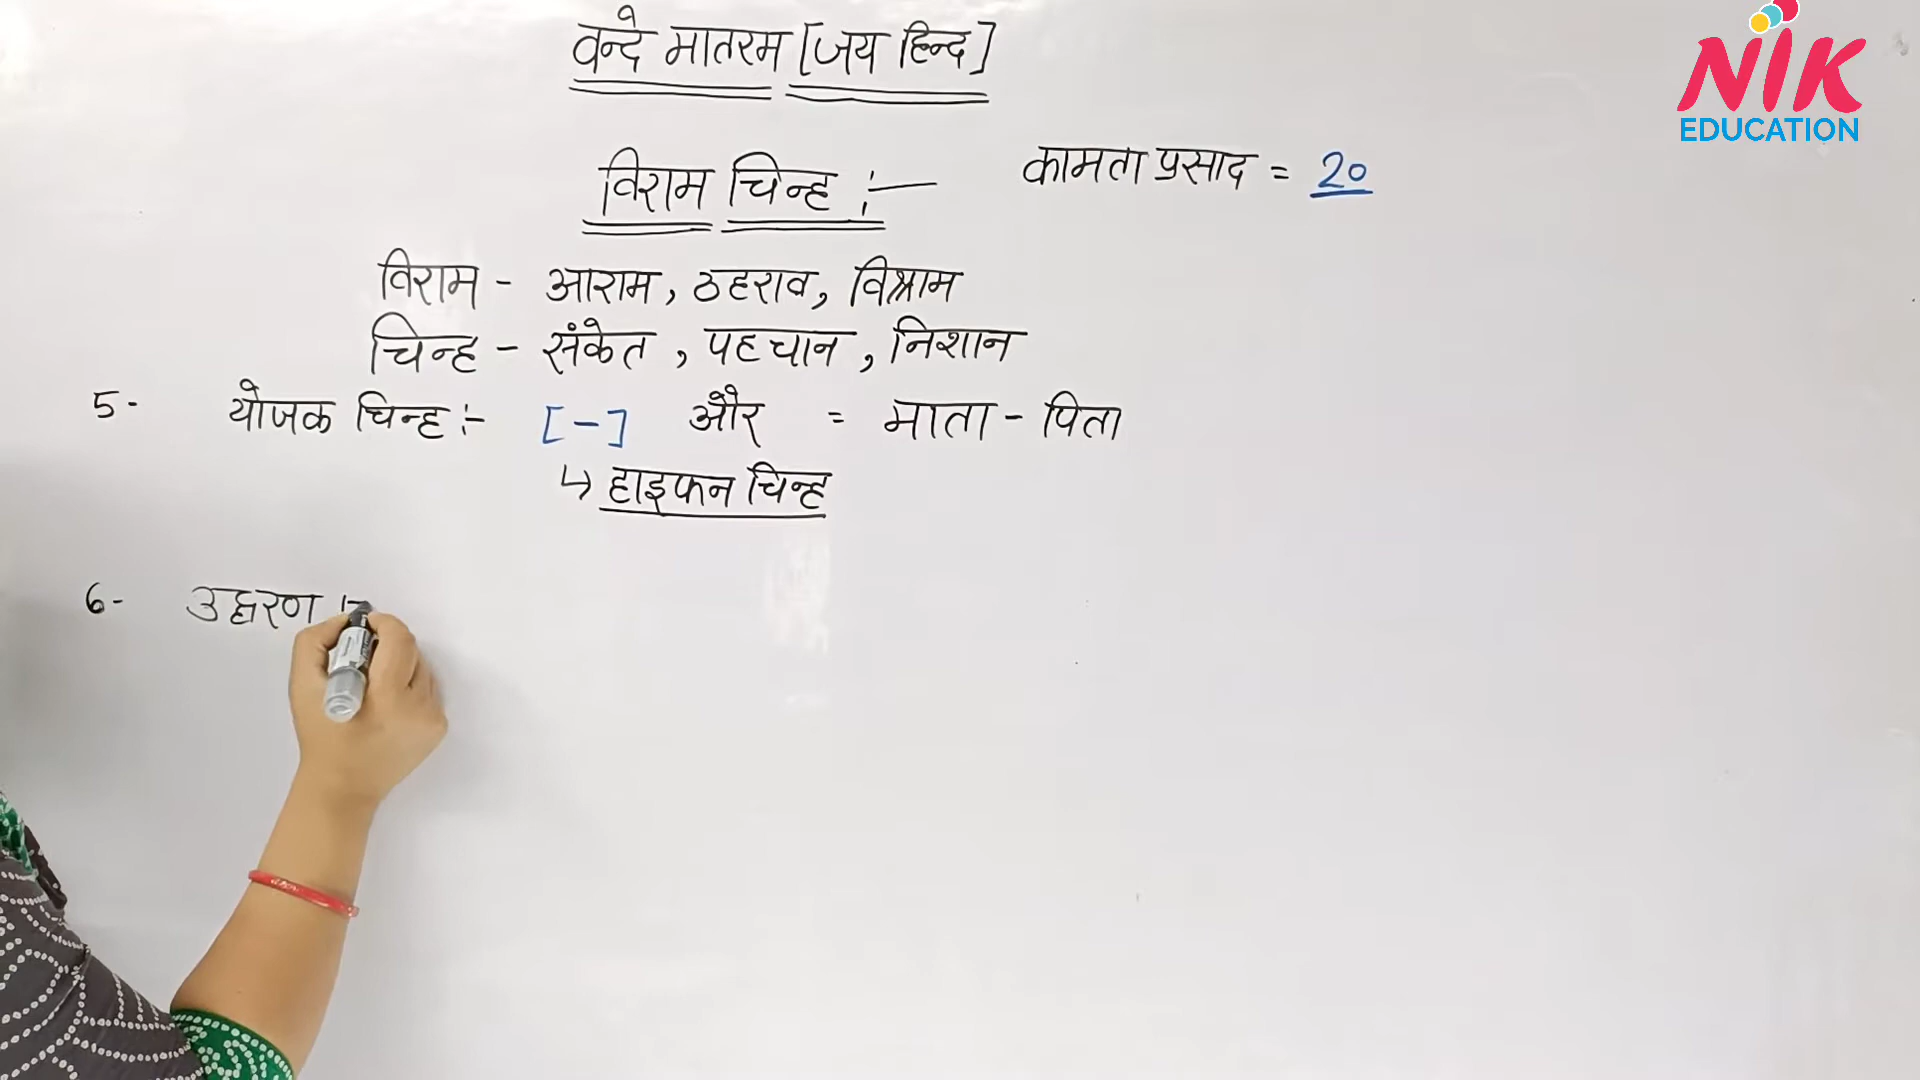 वन्दे मातरम [जय हिन्द]
NIK
EDUCATION
विराम चिन्ह :—
कामता प्रसाद = 20
विराम - आराम, ठहराव, विश्राम
चिन्ह - संकेत, पहचान, निशान
5- योजक चिन्ह :- [-] और = माता - पिता
↳ हाइफन चिन्ह
6- उद्धरण :-